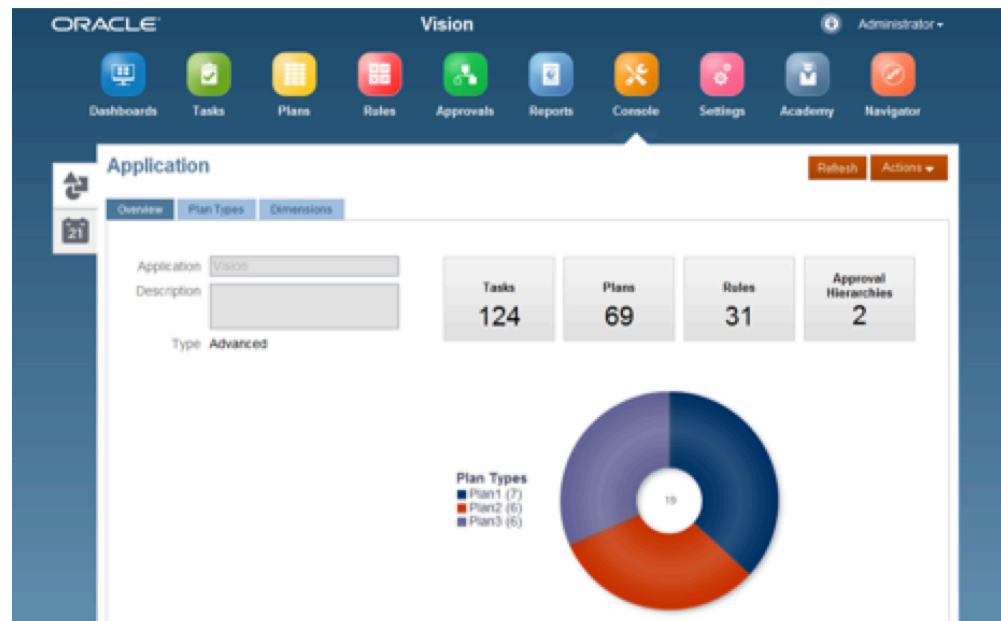 ORACLE
Vision
Administrator
Dashboards Tasks Plans Rules Approvals Reports Console Settings Academy Navigator
Application
Refresh Actions
21
Overview Plan Types Dimensions
Application Vision
Description
Type Advanced
Tasks
124
Plans
69
Rules
31
Approval
Hierarchies
2
Plan Types
Plan1 (7)
Plan2 (6)
Plan3 (6)
19